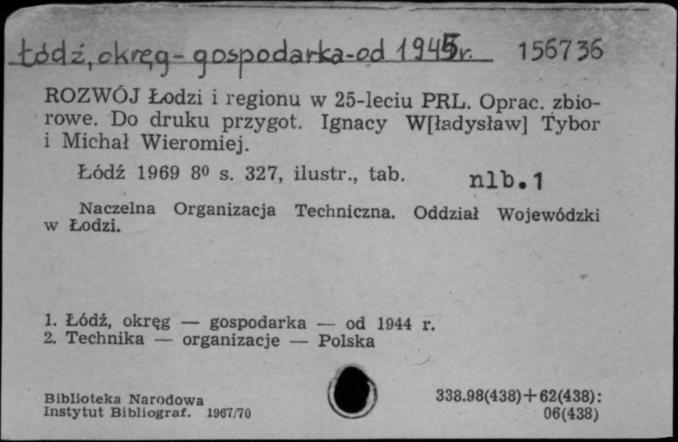 Łódź, okręg - gospodarka - od 1945 r. 156736
ROZWÓJ Łodzi i regionu w 25-leciu PRL. Oprac. zbio-
rowe. Do druku przygot. Ignacy W[ładysław] Tybor
i Michał Wieromiej.
Łódź 1969 8⁰ s. 327, ilustr., tab. nlb. 1
Naczelna Organizacja Techniczna. Oddział Wojewódzki
w Łodzi.
1. Łódź, okręg — gospodarka — od 1944 r.
2. Technika — organizacje — Polska
Biblioteka Narodowa 338.98(438)+62(438):
Instytut Bibliograf. 1967/70 06(438)